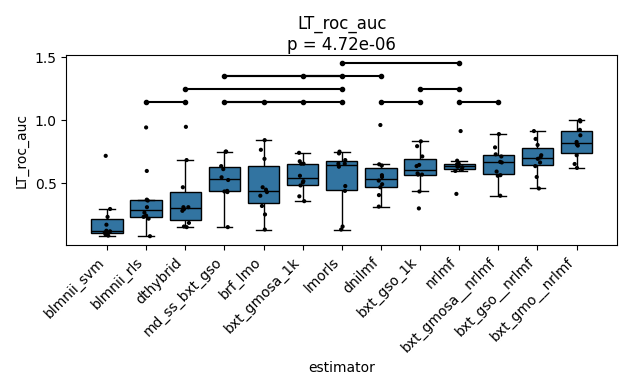 LT_roc_auc
p = 4.72e-06
1.5
1.0
0.5
LT_roc_auc
blmnii_svm
blmnii_rls
dthybrid
md_ss_bxt_gso
brf_lmo
bxt_gmosa_1k
lmorls
dnilmf
bxt_gso_1k
nrlmf
bxt_gmosa__nrlmf
bxt_gso__nrlmf
bxt_gmo__nrlmf
estimator